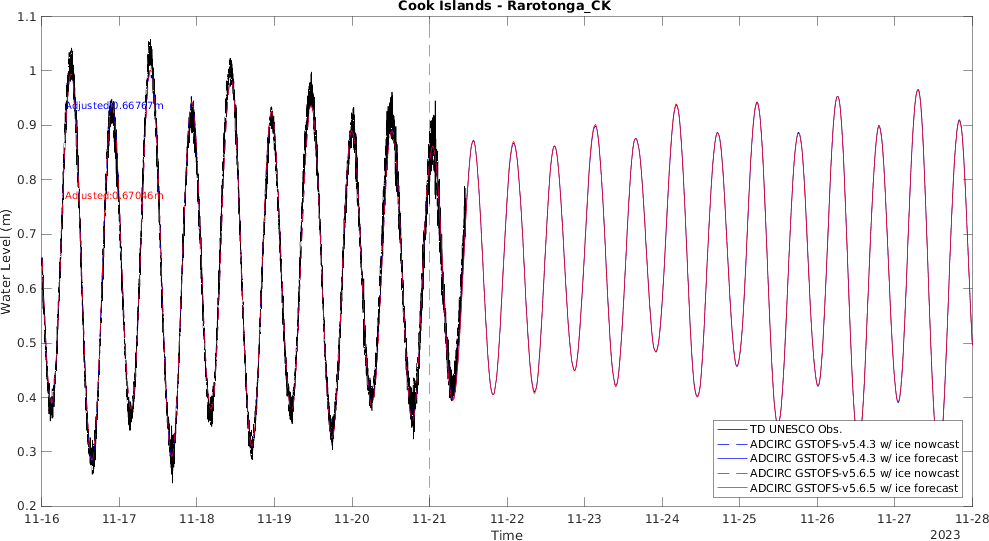 Cook Islands - Rarotonga_CK
1.1
1
0.9
0.8
0.7
0.6
0.5
0.4
0.3
0.2
Water Level (m)
Adjusted:0.66767m
Adjusted:0.67046m
TD UNESCO Obs.
ADCIRC GSTOFS-v5.4.3 w/ ice nowcast
ADCIRC GSTOFS-v5.4.3 w/ ice forecast
ADCIRC GSTOFS-v5.6.5 w/ ice nowcast
ADCIRC GSTOFS-v5.6.5 w/ ice forecast
11-16 11-17 11-18 11-19 11-20 11-21 11-22 11-23 11-24 11-25 11-26 11-27 11-28
Time
2023